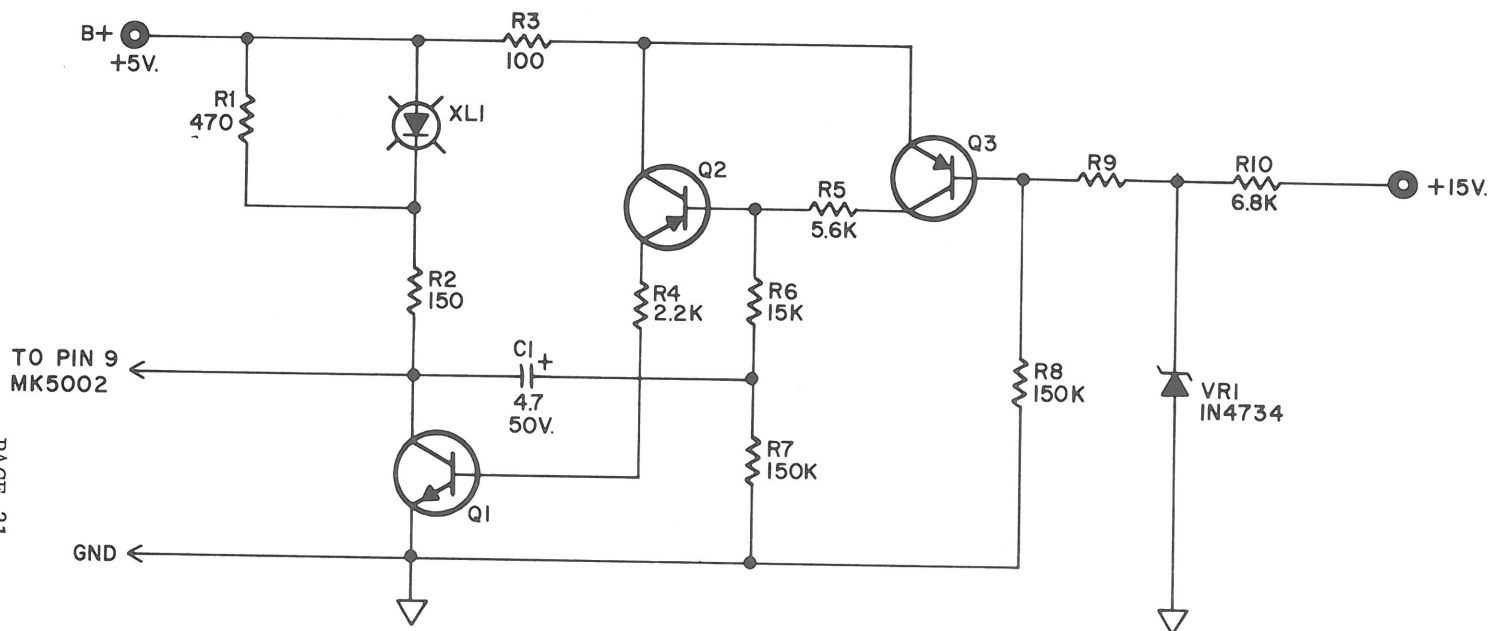 B+
+5V.
R1
470
XL1
R3
100
Q2
Q3
R9
R10
6.8K
+15V.
R5
5.6K
R2
150
R4
2.2K
R6
15K
TO PIN 9
MK5002
C1
+
4.7
50V.
R8
150K
VR1
IN4734
R7
150K
Q1
GND
PAGE 31